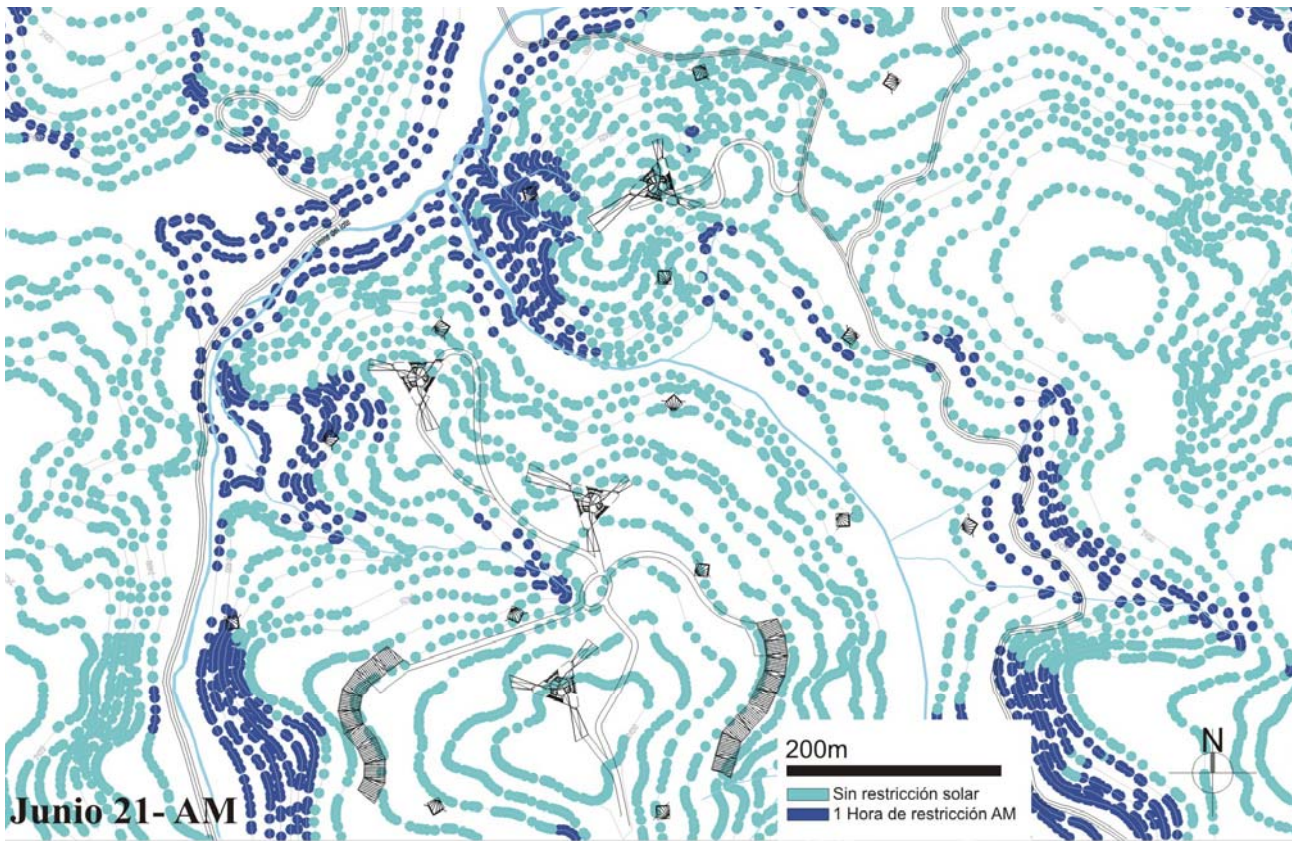 N
200m
Sin restricción solar
1 Hora de restricción AM
Junio 21- AM